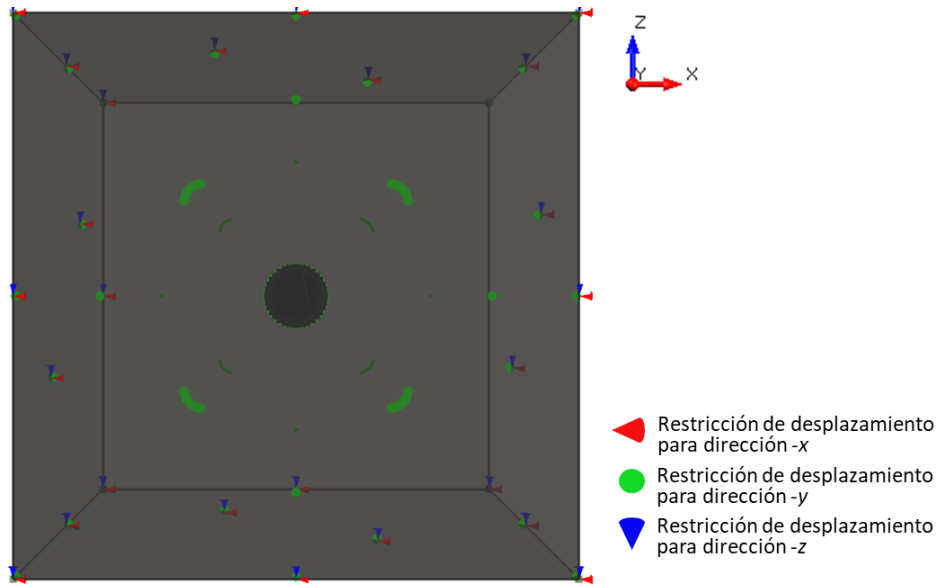 Z
Y
X
Restricción de desplazamiento
para dirección -x
Restricción de desplazamiento
para dirección -y
Restricción de desplazamiento
para dirección -z